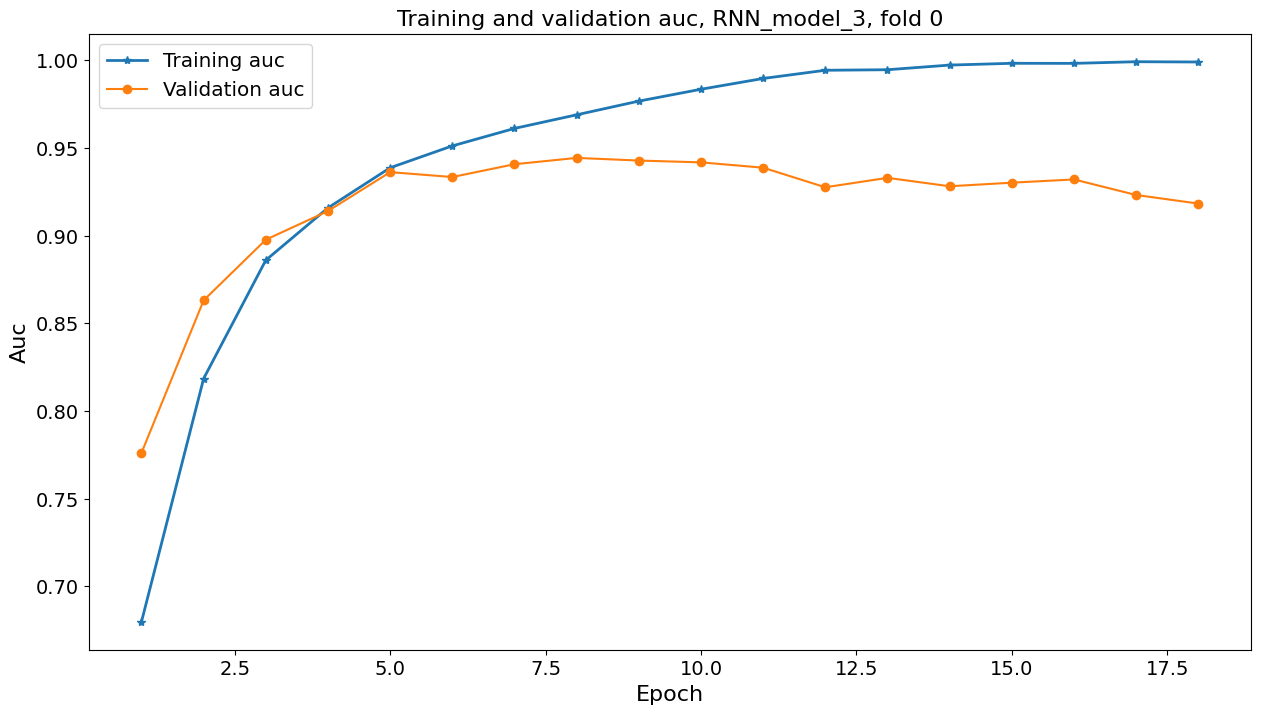 Training and validation auc, RNN_model_3, fold 0
Training auc
Validation auc
1.00
0.95
0.90
0.85
0.80
0.75
0.70
Auc
2.5
5.0
7.5
10.0
12.5
15.0
17.5
Epoch